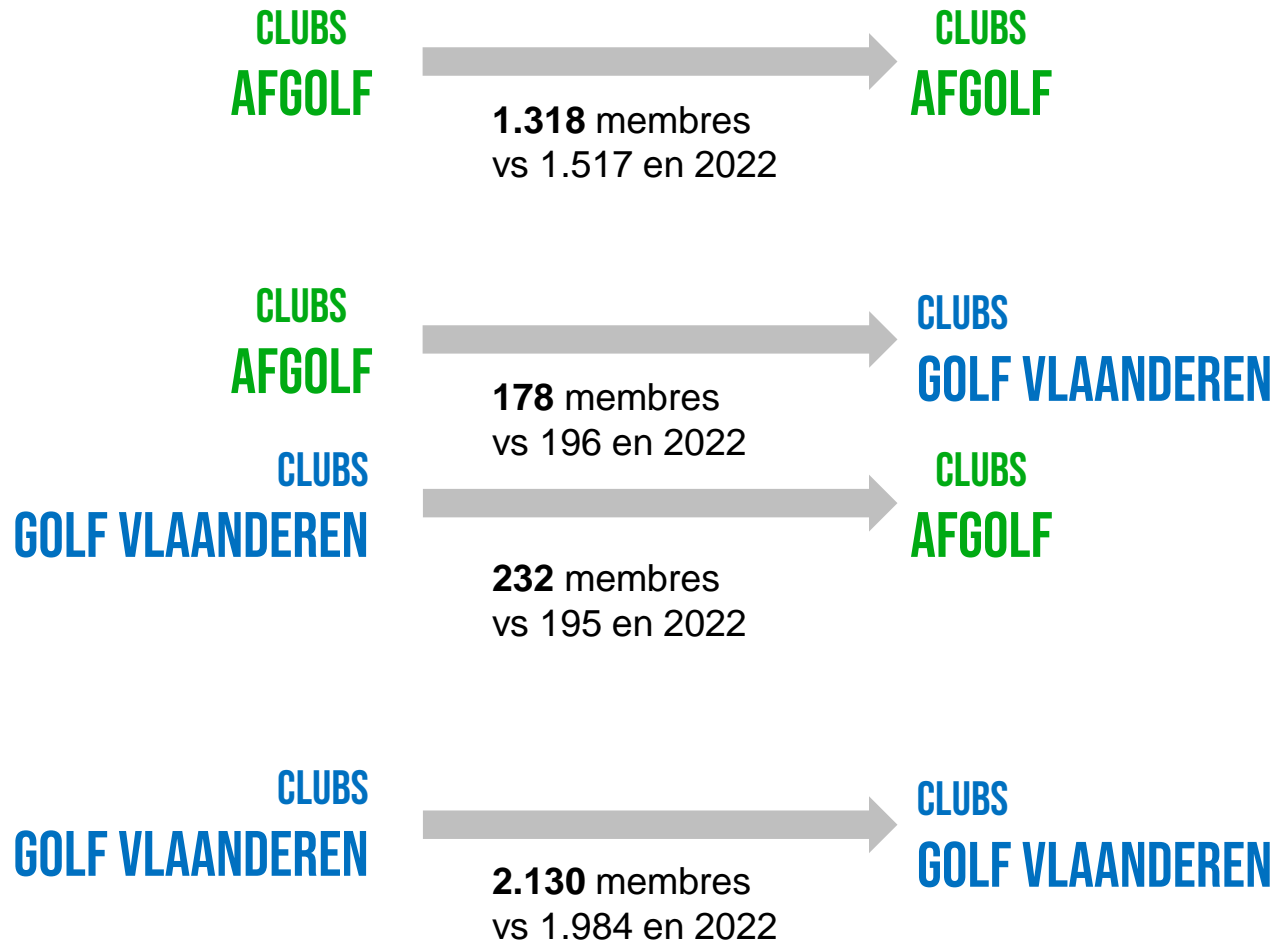 CLUBS
AFGOLF
CLUBS
AFGOLF
1.318 membres
vs 1.517 en 2022
CLUBS
AFGOLF
CLUBS
GOLF VLAANDEREN
178 membres
vs 196 en 2022
CLUBS
GOLF VLAANDEREN
CLUBS
AFGOLF
232 membres
vs 195 en 2022
CLUBS
GOLF VLAANDEREN
CLUBS
GOLF VLAANDEREN
2.130 membres
vs 1.984 en 2022